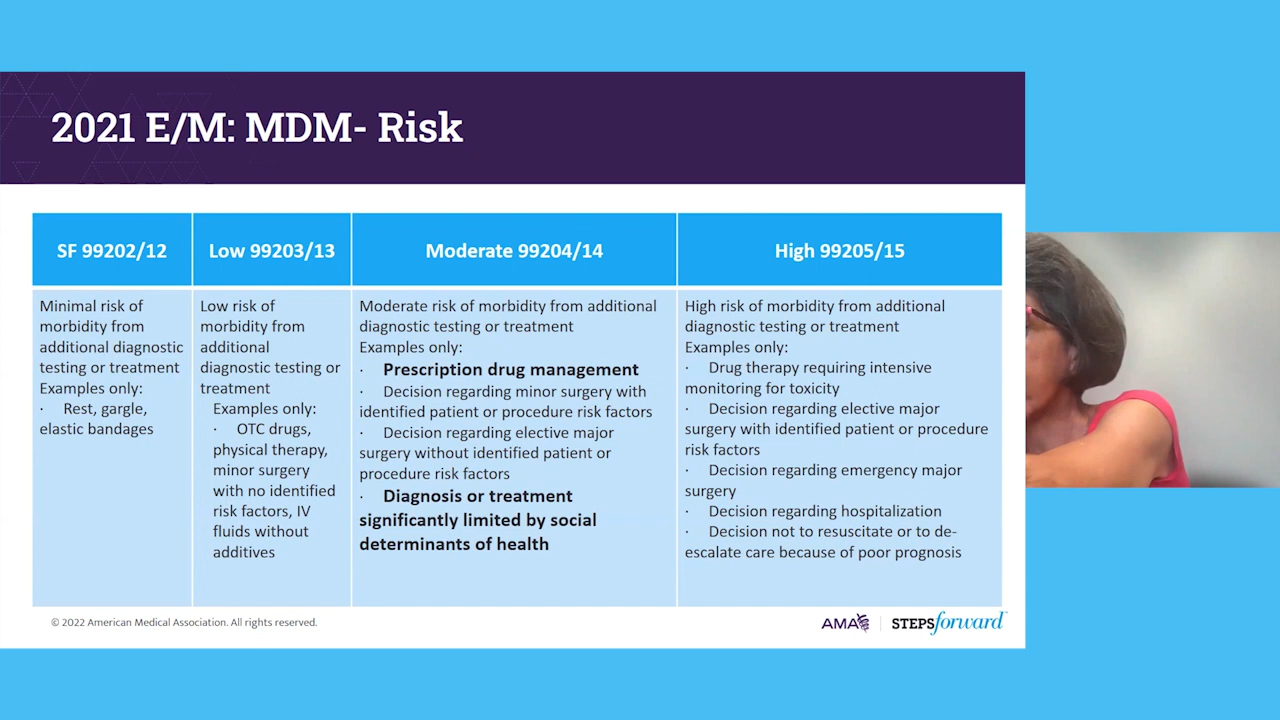 2021 E/M: MDM- Risk
SF 99202/12
Low 99203/13
Moderate 99204/14
High 99205/15
Minimal risk of
morbidity from
additional diagnostic
testing or treatment
Examples only:
· Rest, gargle,
elastic bandages
Low risk of
morbidity from
additional
diagnostic testing or
treatment
Examples only:
· OTC drugs,
physical therapy,
minor surgery
with no identified
risk factors, IV
fluids without
additives
Moderate risk of morbidity from additional
diagnostic testing or treatment
Examples only:
· Prescription drug management
· Decision regarding minor surgery with
identified patient or procedure risk factors
· Decision regarding elective major
surgery without identified patient or
procedure risk factors
· Diagnosis or treatment
significantly limited by social
determinants of health
High risk of morbidity from additional
diagnostic testing or treatment
Examples only:
· Drug therapy requiring intensive
monitoring for toxicity
· Decision regarding elective major
surgery with identified patient or procedure
risk factors
· Decision regarding emergency major
surgery
· Decision regarding hospitalization
· Decision not to resuscitate or to de-
escalate care because of poor prognosis
© 2022 American Medical Association. All rights reserved.
AMA
STEPSforward